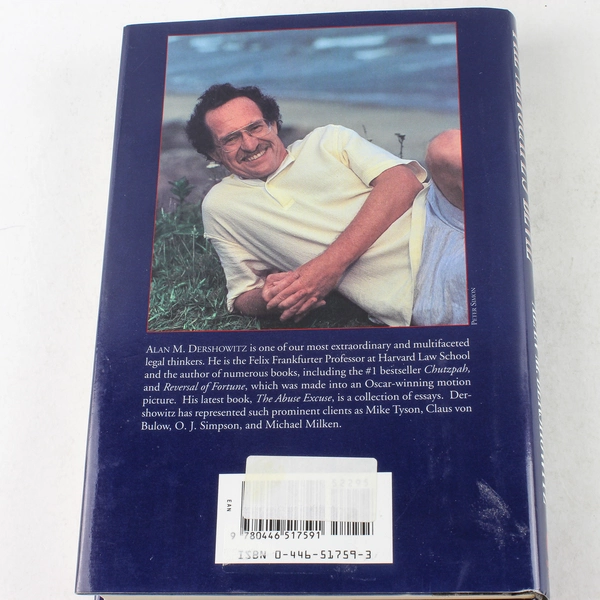 PETER SIMON
ALAN M. DERSHOWITZ is one of our most extraordinary and multifaceted
legal thinkers. He is the Felix Frankfurter Professor at Harvard Law School
and the author of numerous books, including the #1 bestseller Chutzpah,
and Reversal of Fortune, which was made into an Oscar-winning motion
picture. His latest book, The Abuse Excuse, is a collection of essays. Der-
showitz has represented such prominent clients as Mike Tyson, Claus von
Bulow, O. J. Simpson, and Michael Milken.
EAN
9 780446 517591
ISBN 0-446-51759-3